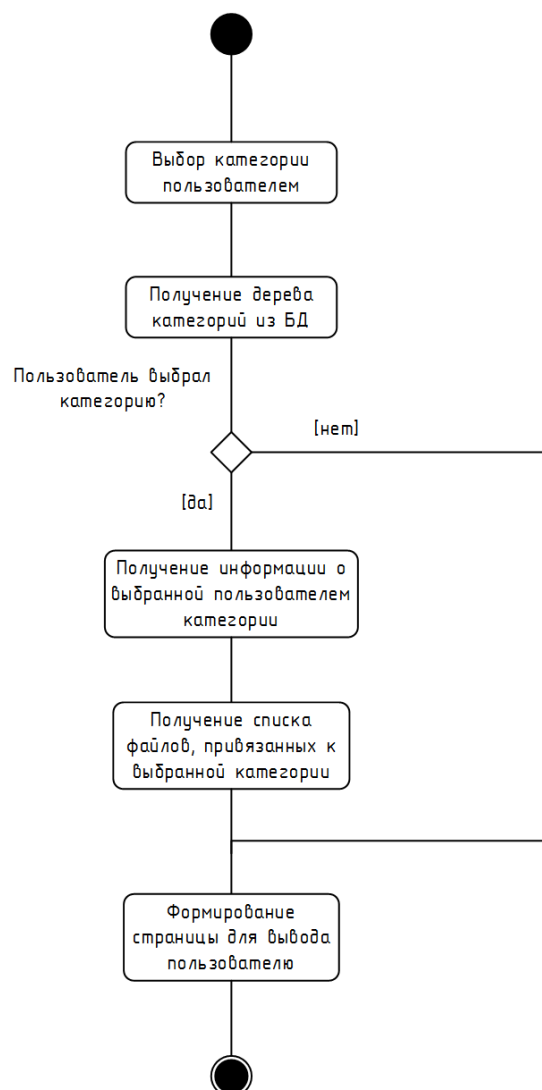 Выбор категории
пользователем
Получение дерева
категорий из БД
Пользователь выбрал
категорию?
[нет]
[да]
Получение информации о
выбранной пользователем
категории
Получение списка
файлов, привязанных к
выбранной категории
Формирование
страницы для вывода
пользователю